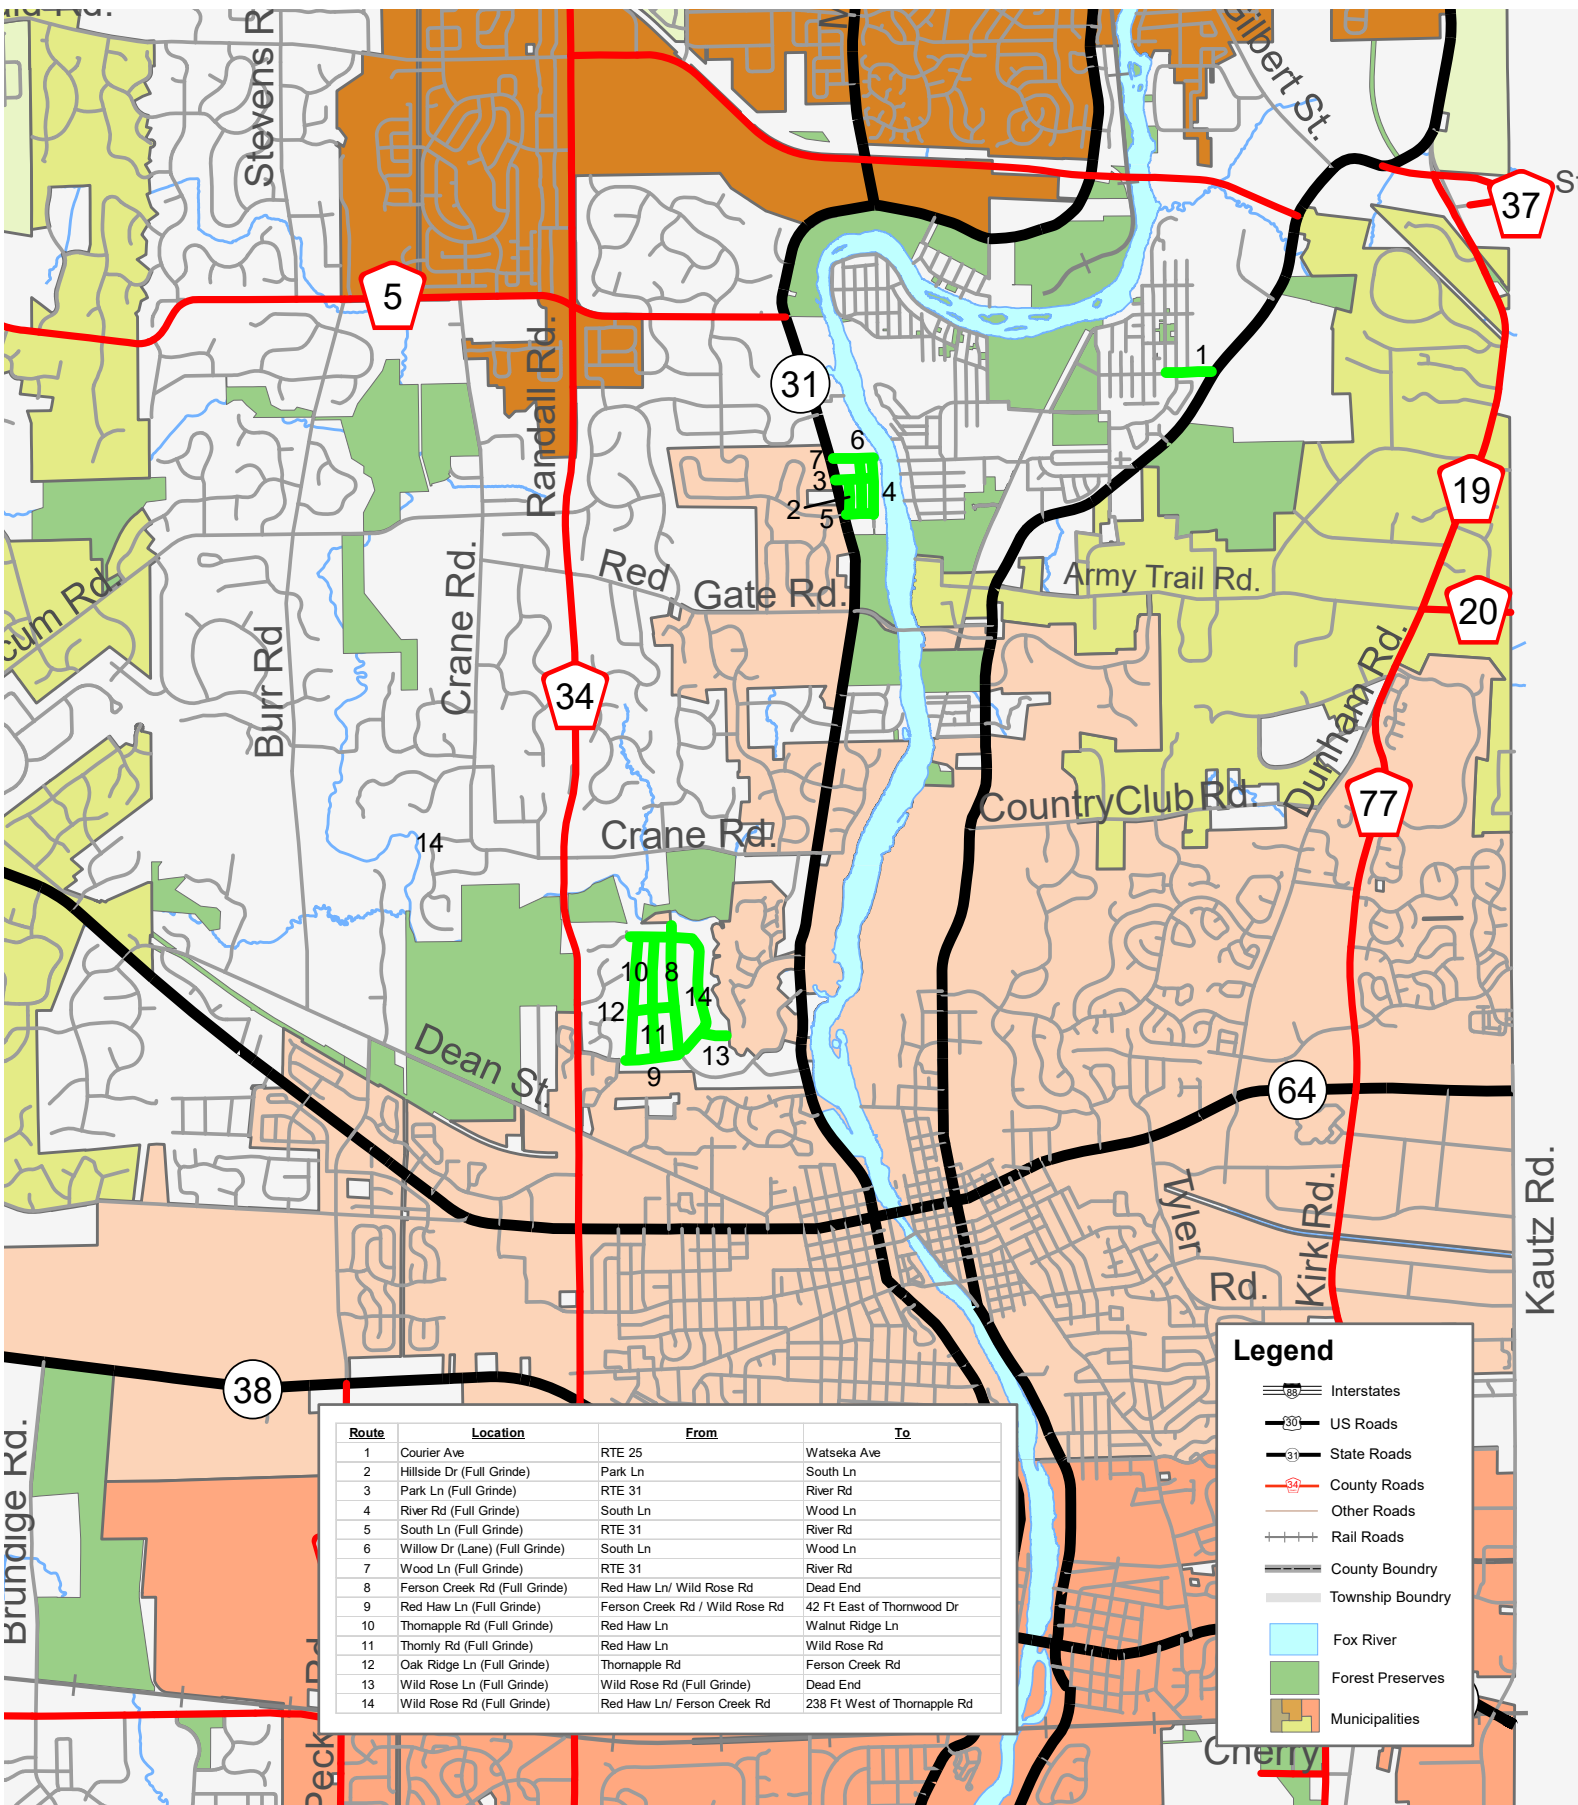 Stevens R
Gilbert St.
37
St
5
Randall Rd.
31
1
6
7
3
4
2
5
19
Red
Gate Rd.
Army Trail Rd.
20
cum Rd.
Burr Rd
Crane Rd.
34
Dunham Rd.
CountryClub Rd.
77
Crane Rd.
14
10
8
14
12
11
13
9
Dean St.
64
Tyler
Rd.
Kirk Rd.
Kautz Rd.
38
Brundige Rd.
Peck Rd
Cherry
Route Location From To
1 Courier Ave RTE 25 Watseka Ave
2 Hillside Dr (Full Grinde) Park Ln South Ln
3 Park Ln (Full Grinde) RTE 31 River Rd
4 River Rd (Full Grinde) South Ln Wood Ln
5 South Ln (Full Grinde) RTE 31 River Rd
6 Willow Dr (Lane) (Full Grinde) South Ln Wood Ln
7 Wood Ln (Full Grinde) RTE 31 River Rd
8 Ferson Creek Rd (Full Grinde) Red Haw Ln/ Wild Rose Rd Dead End
9 Red Haw Ln (Full Grinde) Ferson Creek Rd / Wild Rose Rd 42 Ft East of Thornwood Dr
10 Thornapple Rd (Full Grinde) Red Haw Ln Walnut Ridge Ln
11 Thornly Rd (Full Grinde) Red Haw Ln Wild Rose Rd
12 Oak Ridge Ln (Full Grinde) Thornapple Rd Ferson Creek Rd
13 Wild Rose Ln (Full Grinde) Wild Rose Rd (Full Grinde) Dead End
14 Wild Rose Rd (Full Grinde) Red Haw Ln/ Ferson Creek Rd 238 Ft West of Thornapple Rd
Legend
88 Interstates
30 US Roads
31 State Roads
34 County Roads
Other Roads
Rail Roads
County Boundry
Township Boundry
Fox River
Forest Preserves
Municipalities